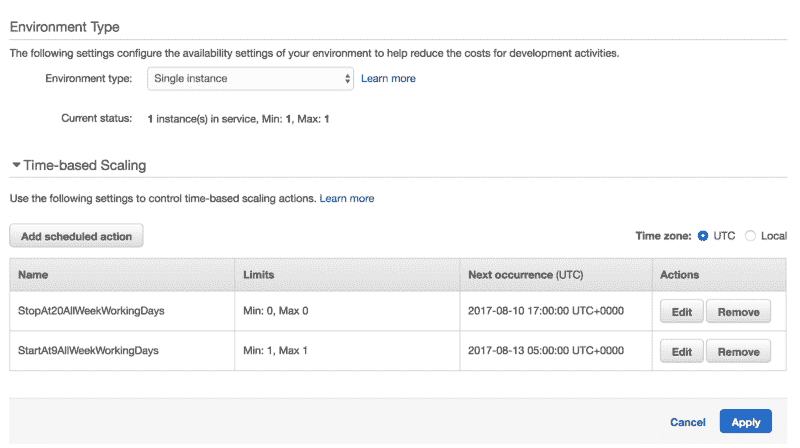 Environment Type
The following settings configure the availability settings of your environment to help reduce the costs for development activities.
Environment type: Single instance Learn more
Current status: 1 instance(s) in service, Min: 1, Max: 1
Time-based Scaling
Use the following settings to control time-based scaling actions. Learn more
Add scheduled action Time zone: UTC Local
Name Limits Next occurrence (UTC) Actions
StopAt20AllWeekWorkingDays Min: 0, Max 0 2017-08-10 17:00:00 UTC+0000 Edit Remove
StartAt9AllWeekWorkingDays Min: 1, Max 1 2017-08-13 05:00:00 UTC+0000 Edit Remove
Cancel Apply